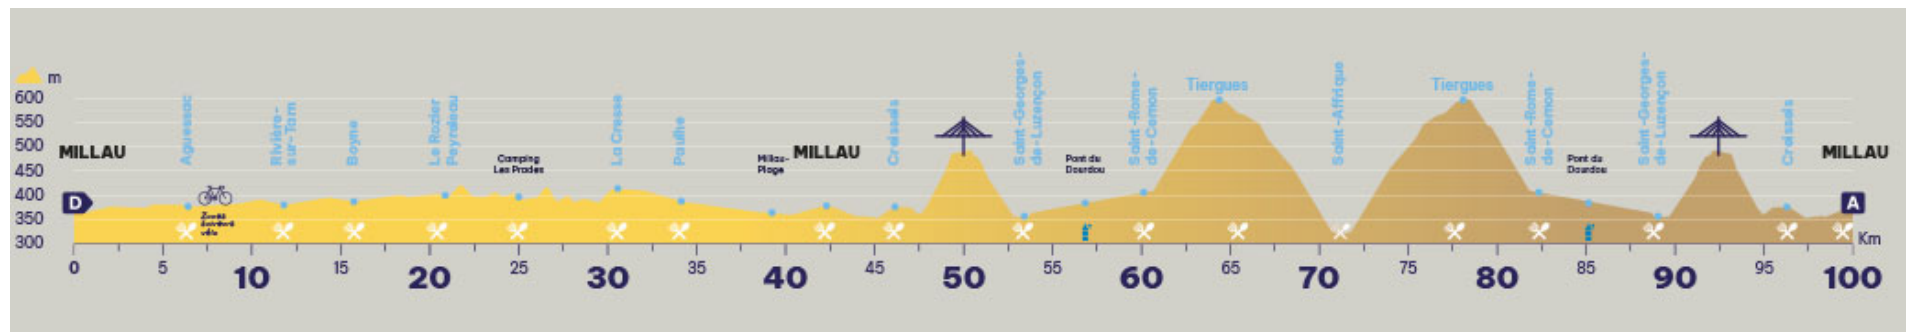 m
600
550
500
450
400
350
300
MILLAU
D
Aguessac
Rivière-
sur-Tarn
Boyne
Le Rozier
Peyreleau
Camping
Les Prades
La Cresse
Paulhe
Millau-
Plage
MILLAU
Creissels
Saint-Georges-
de-Luzençon
Pont du
Dourdou
Saint-Rome-
de-Cernon
Tiergues
Saint-Affrique
Tiergues
Saint-Rome-
de-Cernon
Pont du
Dourdou
Saint-Georges-
de-Luzençon
Creissels
MILLAU
A
Km
0
5
10
15
20
25
30
35
40
45
50
55
60
65
70
75
80
85
90
95
100